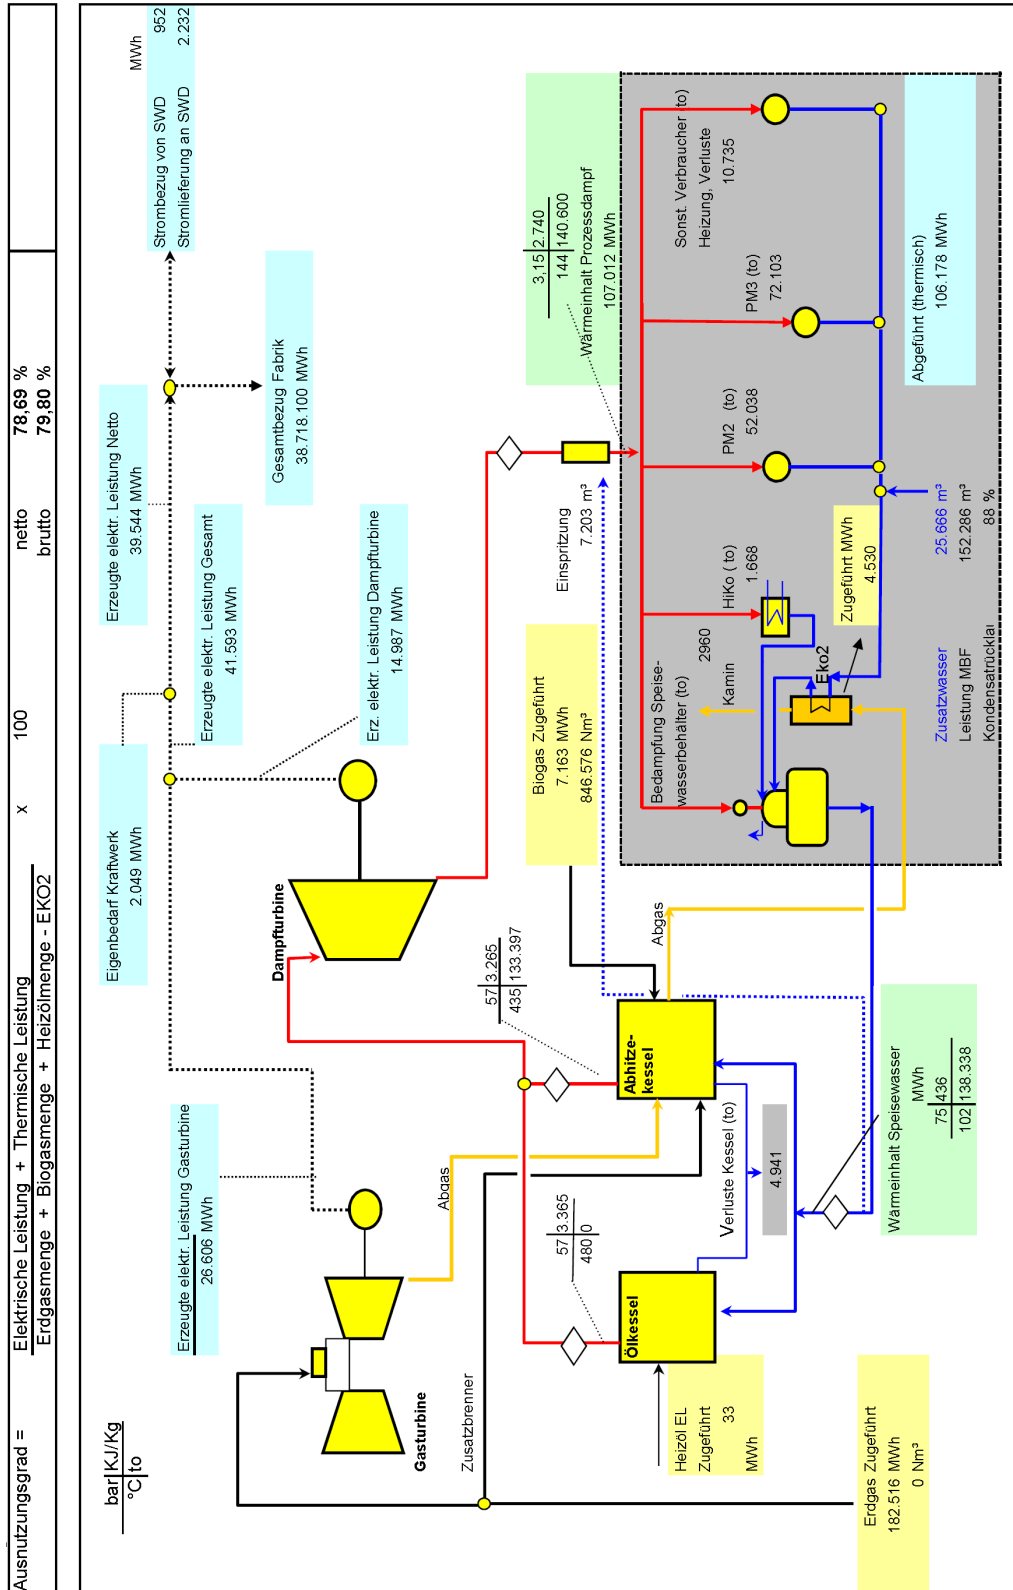 Ausnutzungsgrad =
Elektrische Leistung + Thermische Leistung
Erdgasmenge + Biogasmenge + Heizölmenge - EKO2
x 100
netto 78,69 %
brutto 79,80 %
bar KJ/Kg
°C to
MWh
Strombezug von SWD 952
Stromlieferung an SWD 2.232
Erzeugte elektr. Leistung Netto
39.544 MWh
Eigenbedarf Kraftwerk
2.049 MWh
Erzeugte elektr. Leistung Gasturbine
26.606 MWh
Erzeugte elektr. Leistung Gesamt
41.593 MWh
Gesamtbezug Fabrik
38.718.100 MWh
Erz. elektr. Leistung Dampfturbine
14.987 MWh
Gasturbine
Dampfturbine
Zusatzbrenner
Abgas
57 3.265
435 133.397
57 3.365
480 0
3,15 2.740
144 140.600
Wärmeinhalt Prozessdampf
107.012 MWh
Einspritzung
7.203 m³
Biogas Zugeführt
7.163 MWh
846.576 Nm³
Ölkessel
Abhitze-
kessel
Abgas
Heizöl EL
Zugeführt
33
MWh
Verluste Kessel (to)
4.941
Bedampfung Speise-
wasserbehälter (to)
2960
Kamin
HiKo ( to)
1.668
PM2 (to)
52.038
PM3 (to)
72.103
Sonst. Verbraucher (to)
Heizung, Verluste
10.735
Eko2
Zugeführt MWh
4.530
Abgeführt (thermisch)
106.178 MWh
Zusatzwasser 25.666 m³
Leistung MBF 152.286 m³
Kondensatrücklai 88 %
Wärmeinhalt Speisewasser
MWh
75 436
102 138.338
Erdgas Zugeführt
182.516 MWh
0 Nm³